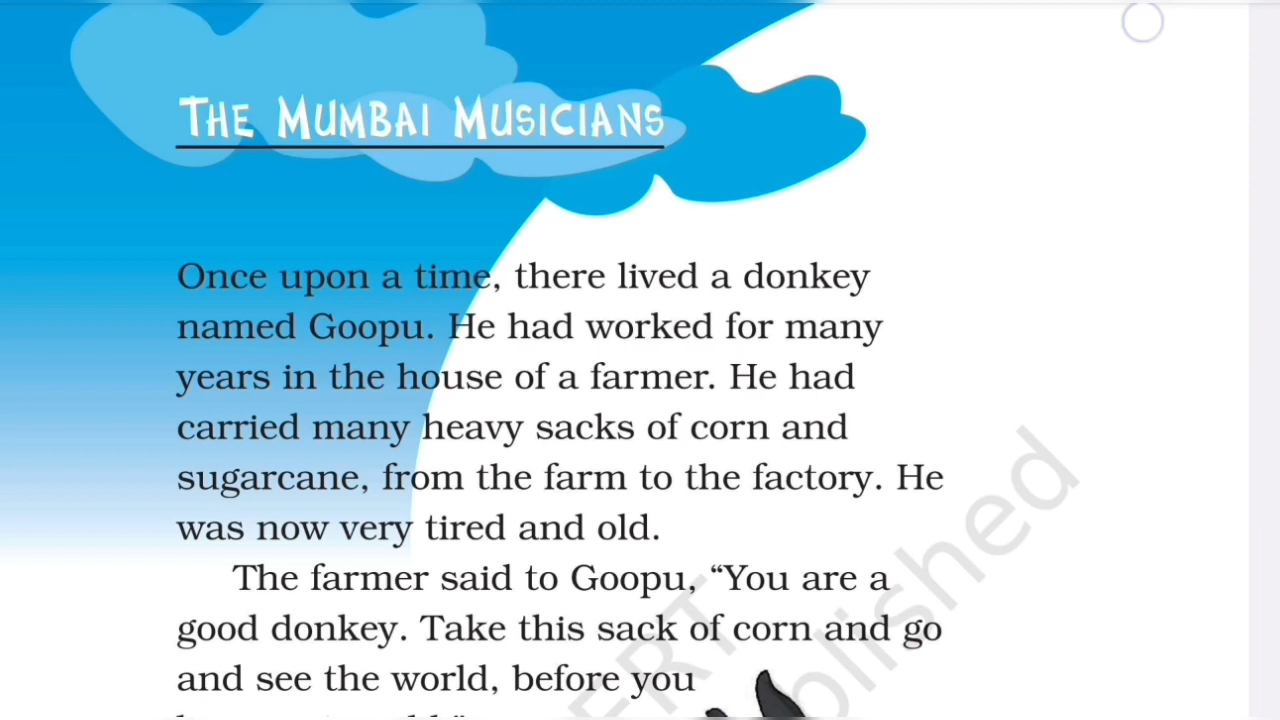 THE MUMBAI MUSICIANS
Once upon a time, there lived a donkey
named Goopu. He had worked for many
years in the house of a farmer. He had
carried many heavy sacks of corn and
sugarcane, from the farm to the factory. He
was now very tired and old.
The farmer said to Goopu, “You are a
good donkey. Take this sack of corn and go
and see the world, before you